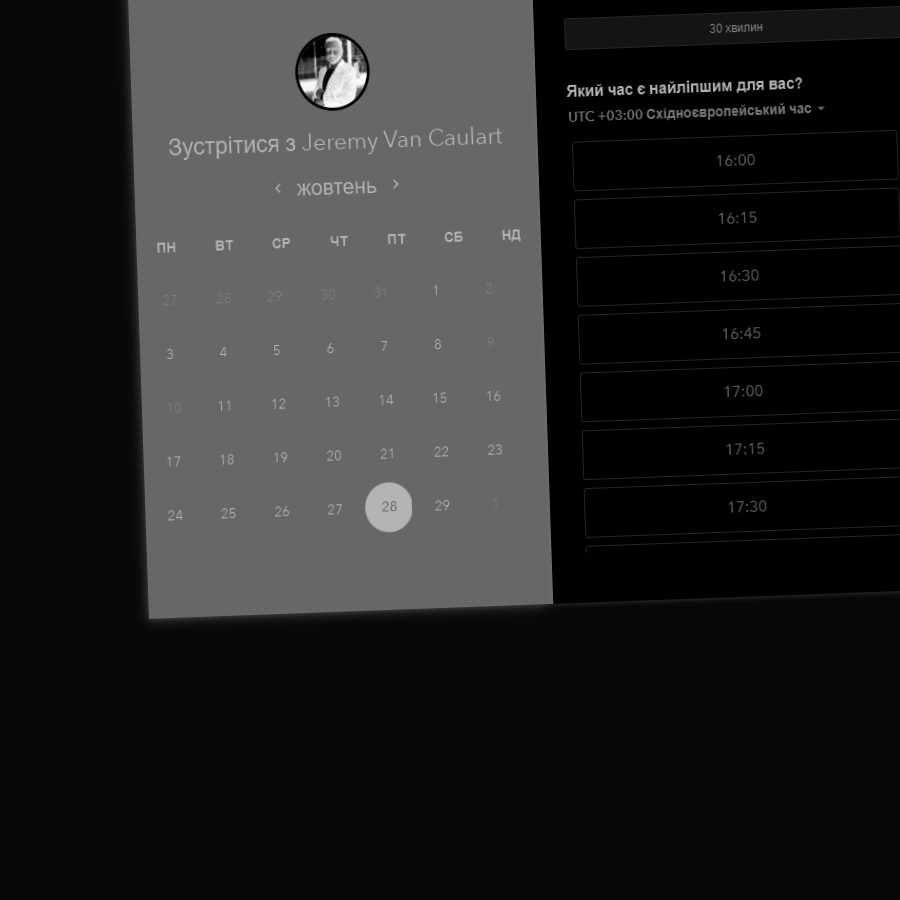 Зустрітися з Jeremy Van Caulart
‹ жовтень ›
ПН ВТ СР ЧТ ПТ СБ НД
27 28 29 30 31 1 2
3 4 5 6 7 8 9
10 11 12 13 14 15 16
17 18 19 20 21 22 23
24 25 26 27 28 29 1
30 хвилин
Який час є найліпшим для вас?
UTC +03:00 Східноєвропейський час
16:00
16:15
16:30
16:45
17:00
17:15
17:30